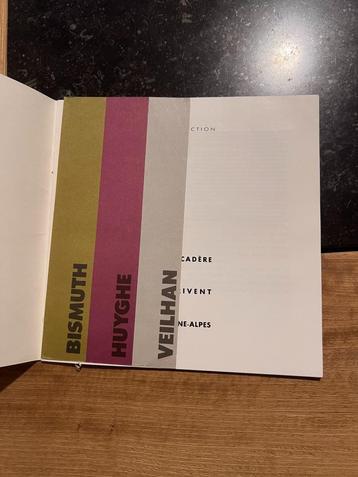 CTION
CADÈRE
IVENT
NE-ALPES
BISMUTH
HUYGHE
VEILHAN